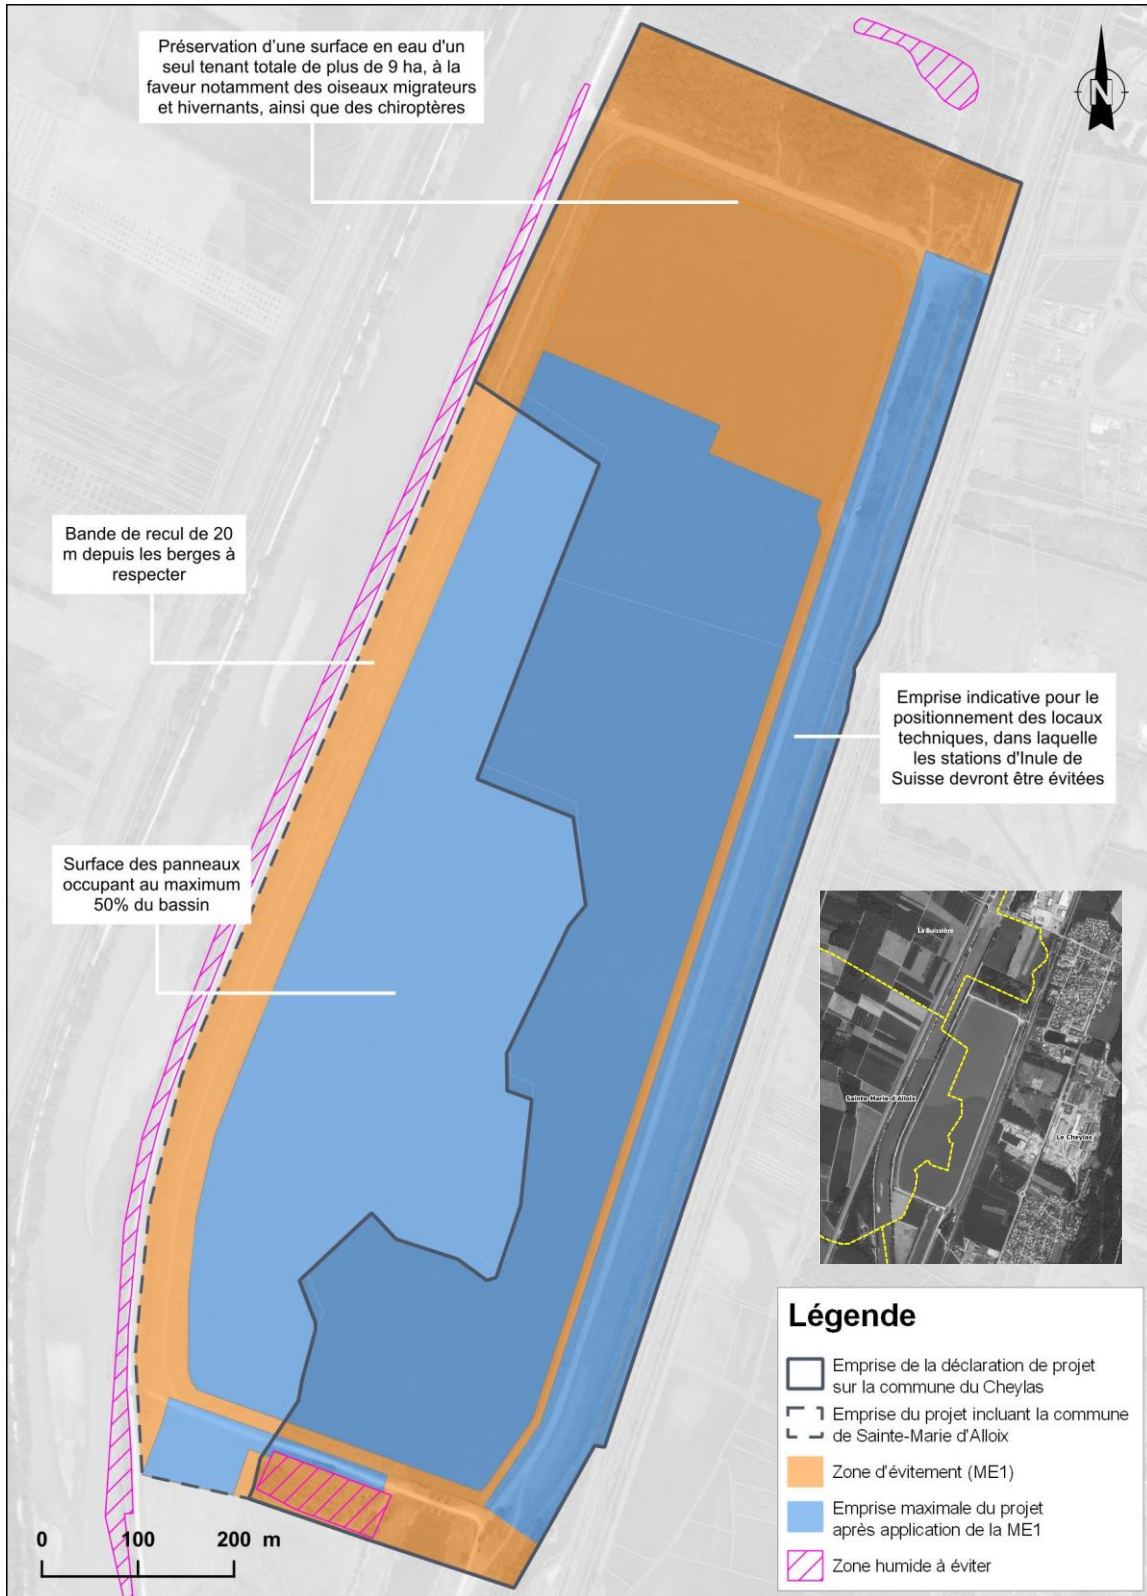 Préservation d'une surface en eau d'un
seul tenant totale de plus de 9 ha, à la
faveur notamment des oiseaux migrateurs
et hivernants, ainsi que des chiroptères
N
Bande de recul de 20
m depuis les berges à
respecter
Emprise indicative pour le
positionnement des locaux
techniques, dans laquelle
les stations d'Inule de
Suisse devront être évitées
Surface des panneaux
occupant au maximum
50% du bassin
La Buissière
Sainte-Marie d'Alloix
Le Cheylas
Légende
Emprise de la déclaration de projet
sur la commune du Cheylas
Emprise du projet incluant la commune
de Sainte-Marie d'Alloix
Zone d'évitement (ME1)
Emprise maximale du projet
après application de la ME1
Zone humide à éviter
0 100 200 m